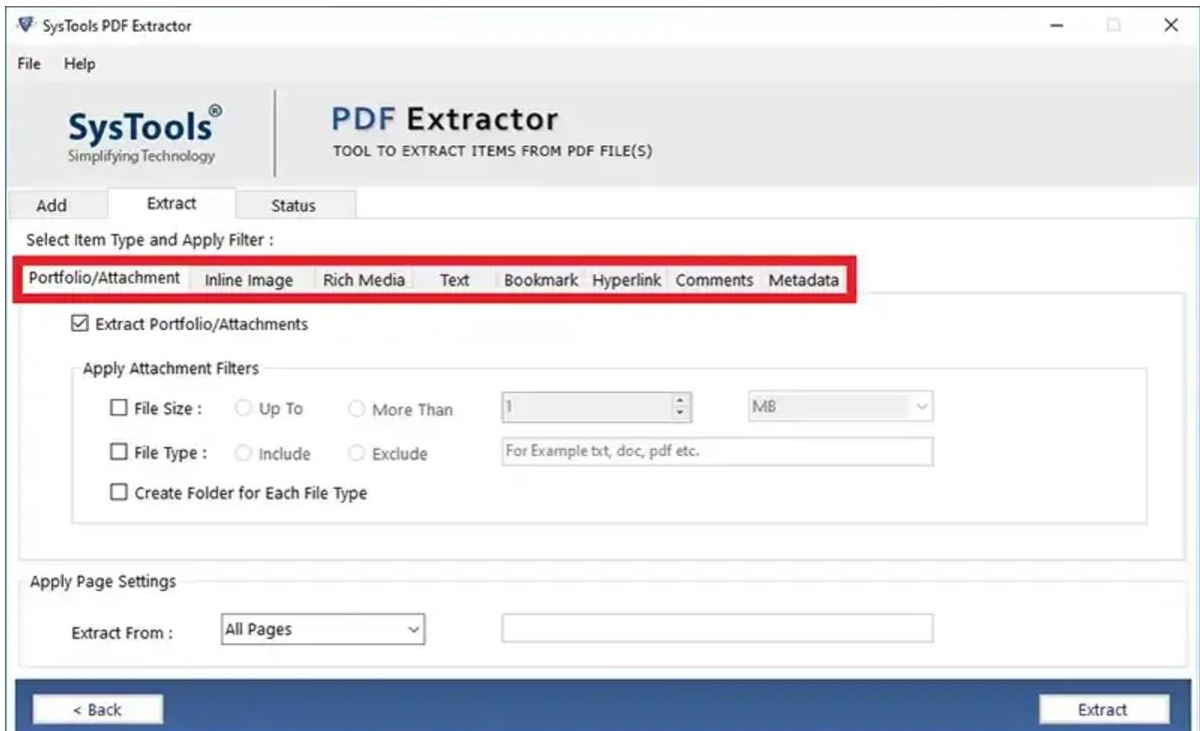 SysTools PDF Extractor
File Help
SysTools®
Simplifying Technology
PDF Extractor
TOOL TO EXTRACT ITEMS FROM PDF FILE(S)
Add Extract Status
Select Item Type and Apply Filter :
Portfolio/Attachment Inline Image Rich Media Text Bookmark Hyperlink Comments Metadata
Extract Portfolio/Attachments
Apply Attachment Filters
File Size : Up To More Than 1 MB
File Type : Include Exclude For Example txt, doc, pdf etc.
Create Folder for Each File Type
Apply Page Settings
Extract From : All Pages
< Back Extract